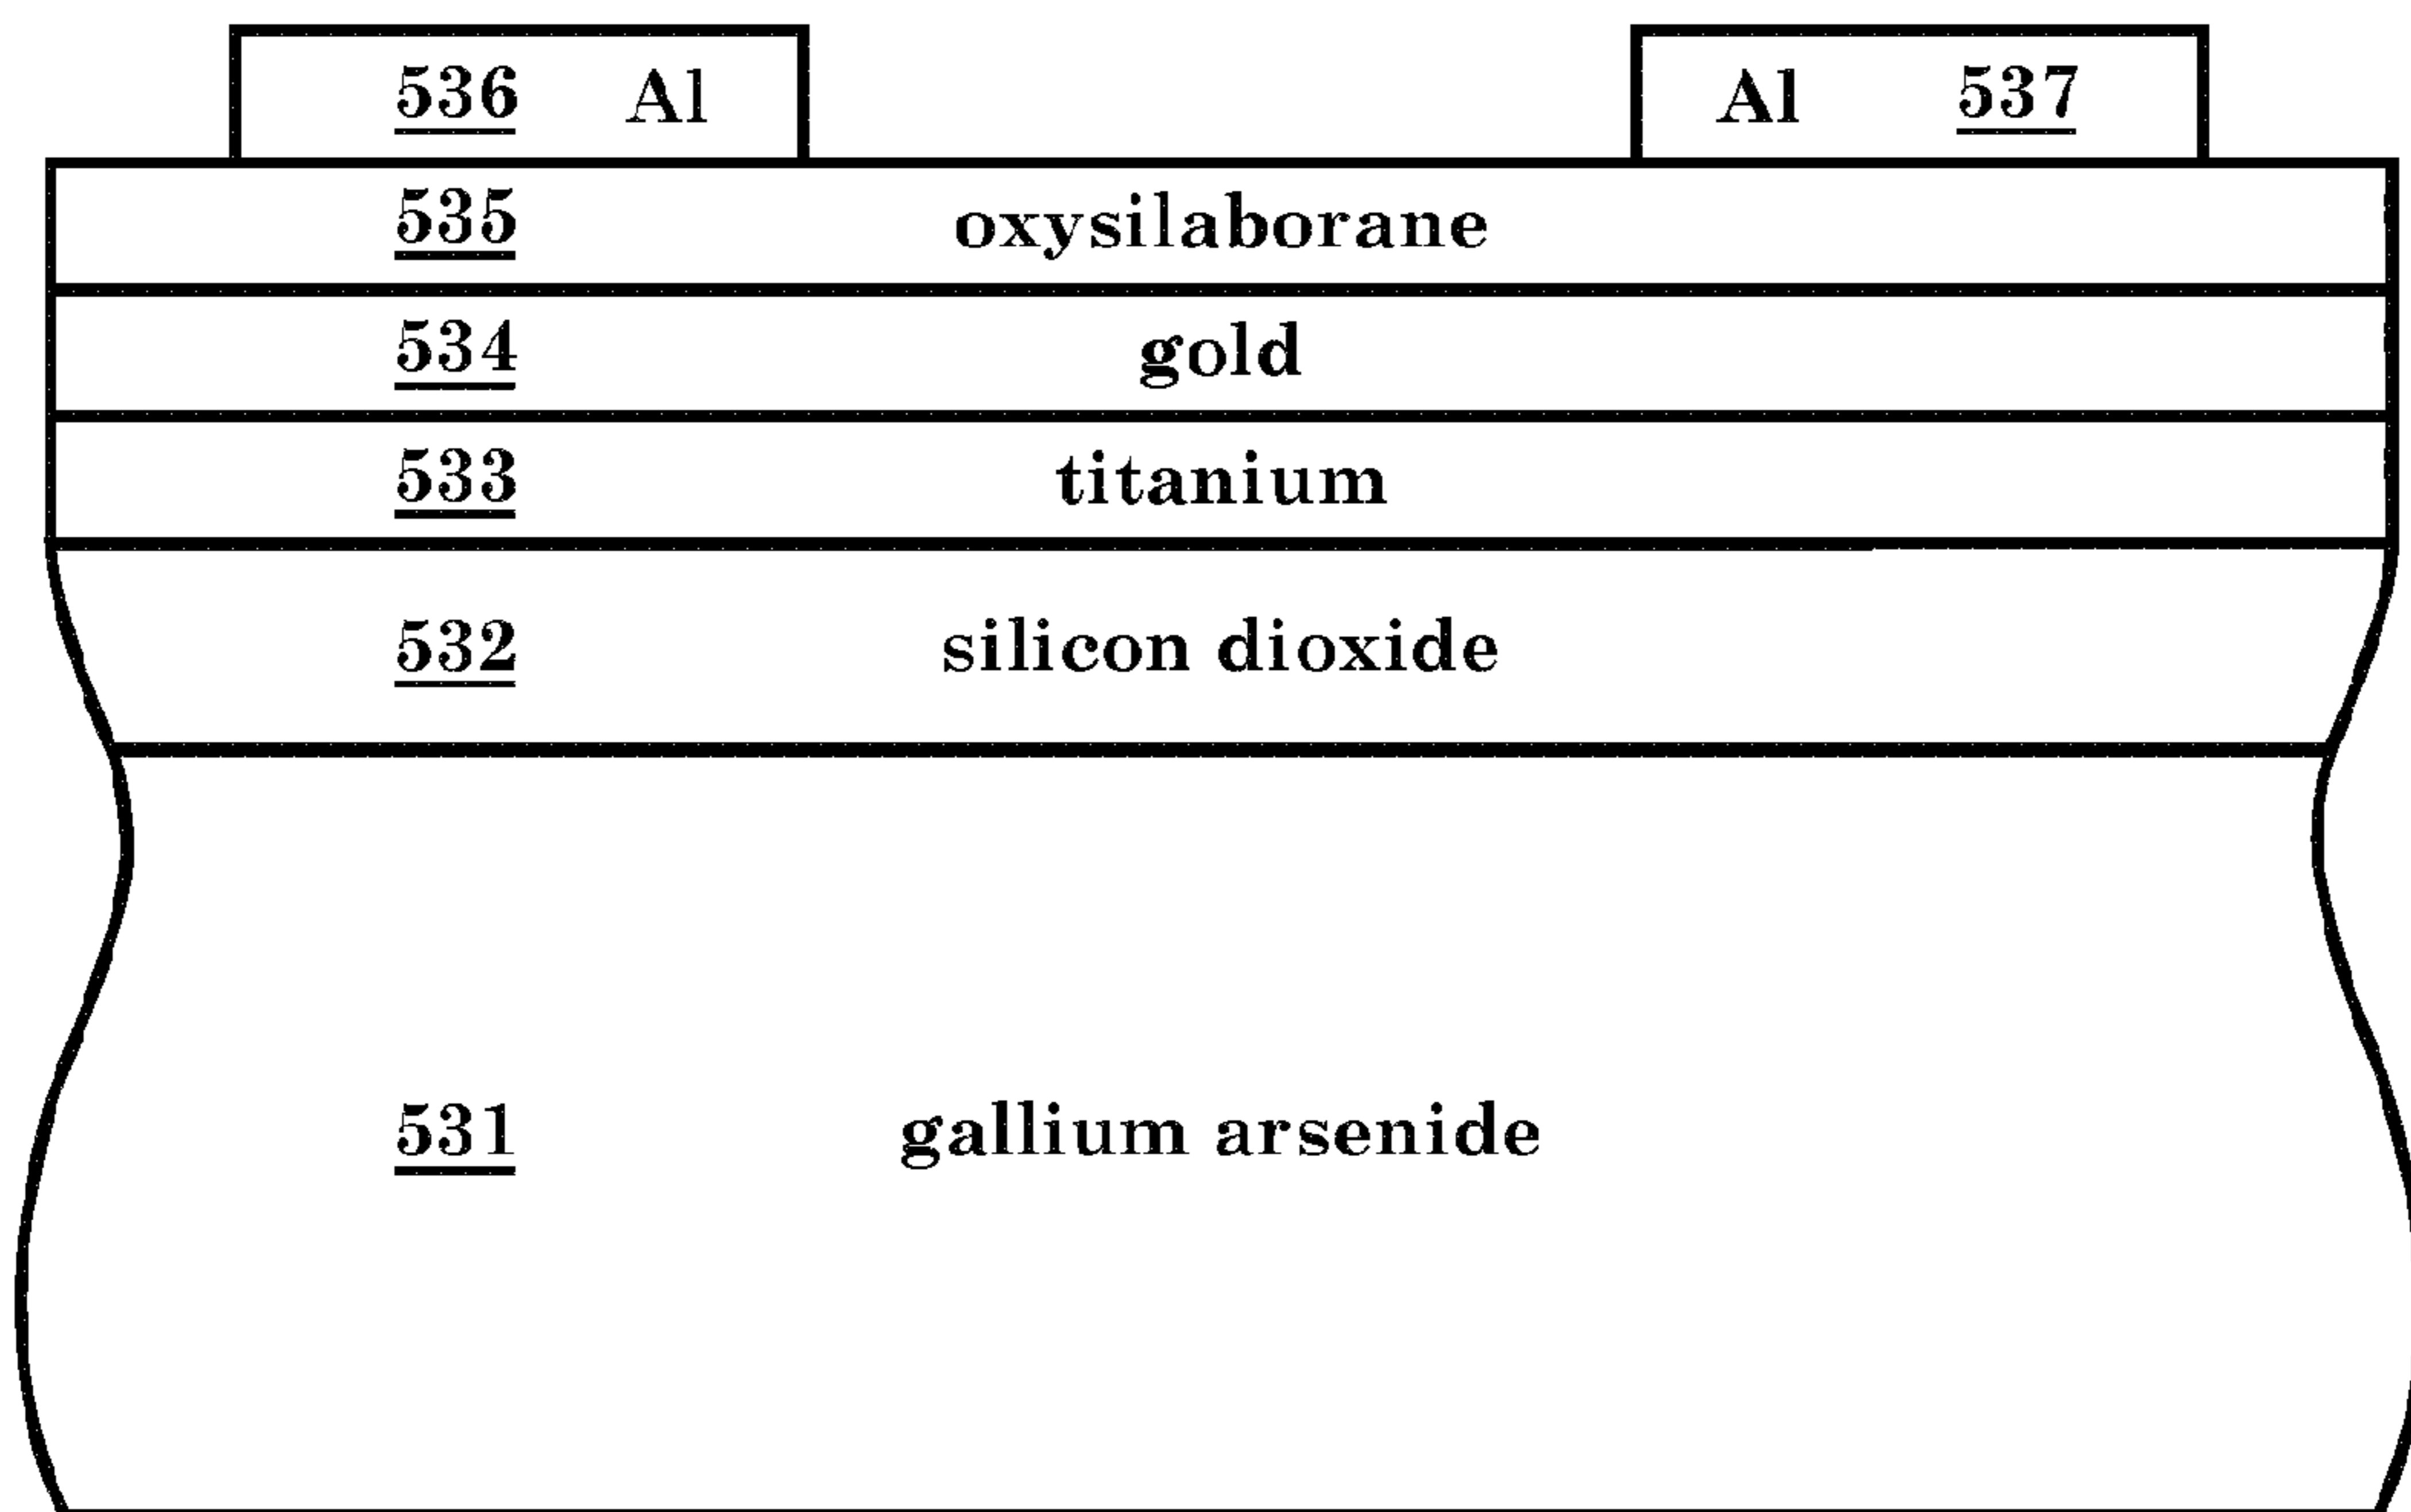 536 Al Al 537
535 oxysilaborane
534 gold
533 titanium
532 silicon dioxide
531 gallium arsenide